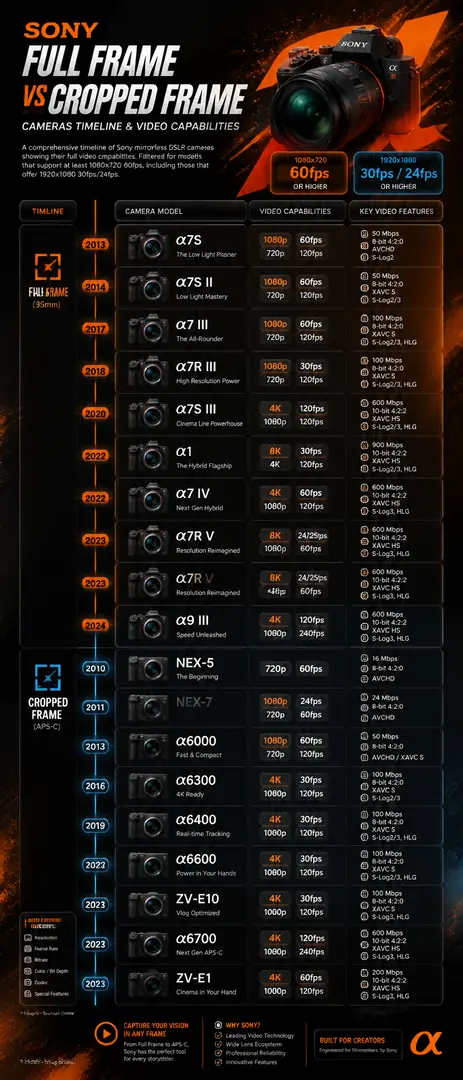 SONY
FULL FRAME
VS CROPPED FRAME
CAMERAS TIMELINE & VIDEO CAPABILITIES
A comprehensive timeline of Sony mirrorless DSLR cameras
showing their full video capabilities. Filtered for models
that support at least 1080x720 60fps, including those that
offer 1920x1080 30fps/24fps.
SONY
α
1080x720
60fps
OR HIGHER
1920x1080
30fps / 24fps
OR HIGHER
TIMELINE
CAMERA MODEL
VIDEO CAPABILITIES
KEY VIDEO FEATURES
FULL FRAME
(35mm)
2013
α7S
The Low Light
1080p 60fps
720p 120fps
50 Mbps
8-bit 4:2:0
AVCHD
S-Log2
2014
α7S II
Low Light Mastery
1080p 60fps
720p 120fps
50 Mbps
8-bit 4:2:0
XAVC S
S-Log2/3
2017
α7 III
The All-Rounder
1080p 60fps
720p 120fps
100 Mbps
8-bit 4:2:0
XAVC S
S-Log2/3, HLG
2018
α7R III
High Resolution Power
1080p 30fps
720p 120fps
100 Mbps
8-bit 4:2:0
XAVC S
S-Log2/3, HLG
2020
α7S III
Cinema Line Powerhouse
4K 120fps
1080p 120fps
600 Mbps
10-bit 4:2:2
XAVC HS
S-Log2/3, HLG
2022
α1
The Hybrid Flagship
8K 30fps
4K 120fps
900 Mbps
10-bit 4:2:2
XAVC HS
S-Log2/3, HLG
2022
α7 IV
Next Gen Hybrid
4K 60fps
1080p 120fps
600 Mbps
10-bit 4:2:2
XAVC HS
S-Log3, HLG
2023
α7R V
Resolution Reimagined
8K 24/25fps
1080p 60fps
600 Mbps
10-bit 4:2:2
XAVC HS
S-Log3, HLG
2023
α7R V
Resolution Reimagined
8K 24/25fps
60fps
600 Mbps
10-bit 4:2:2
XAVC HS
S-Log3, HLG
2024
α9 III
Speed Unleashed
4K 120fps
1080p 240fps
600 Mbps
10-bit 4:2:2
XAVC HS
S-Log3, HLG
CROPPED
FRAME
(APS-C)
2010
NEX-5
The Beginning
720p 60fps
16 Mbps
8-bit 4:2:0
AVCHD
2011
NEX-7
1080p 24fps
720p 60fps
24 Mbps
8-bit 4:2:0
AVCHD
2013
α6000
Fast & Compact
1080p 60fps
720p 120fps
50 Mbps
8-bit 4:2:0
AVCHD / XAVC S
2016
α6300
4K Ready
4K 30fps
1080p 120fps
100 Mbps
8-bit 4:2:0
XAVC S
S-Log2/3
2019
α6400
Real-time Tracking
4K 30fps
1080p 120fps
100 Mbps
8-bit 4:2:0
XAVC S
S-Log2/3, HLG
2022
α6600
Power in Your Hands
4K 30fps
1080p 120fps
100 Mbps
8-bit 4:2:0
XAVC S
S-Log2/3, HLG
2023
ZV-E10
Vlog Optimized
4K 30fps
1000p 120fps
100 Mbps
8-bit 4:2:0
XAVC S
S-Log3, HLG
2023
α6700
Next Gen APS-C
4K 120fps
1080p 240fps
600 Mbps
10-bit 4:2:2
XAVC HS
S-Log3, HLG
2023
ZV-E1
Cinema in Your Hand
4K 60fps
1000p 120fps
200 Mbps
10-bit 4:2:2
XAVC S
S-Log3, HLG
Resolution
Frame Rate
Bitrate
Color / Bit Depth
Codec
Special Features
CAPTURE YOUR VISION
IN ANY FRAME
From Full Frame to APS-C,
Sony has the perfect tool
for every storyteller.
WHY SONY?
Leading Video Technology
Wide Lens Ecosystem
Professional Reliability
Innovative Features
BUILT FOR CREATORS
Engineered for by Sony.
α